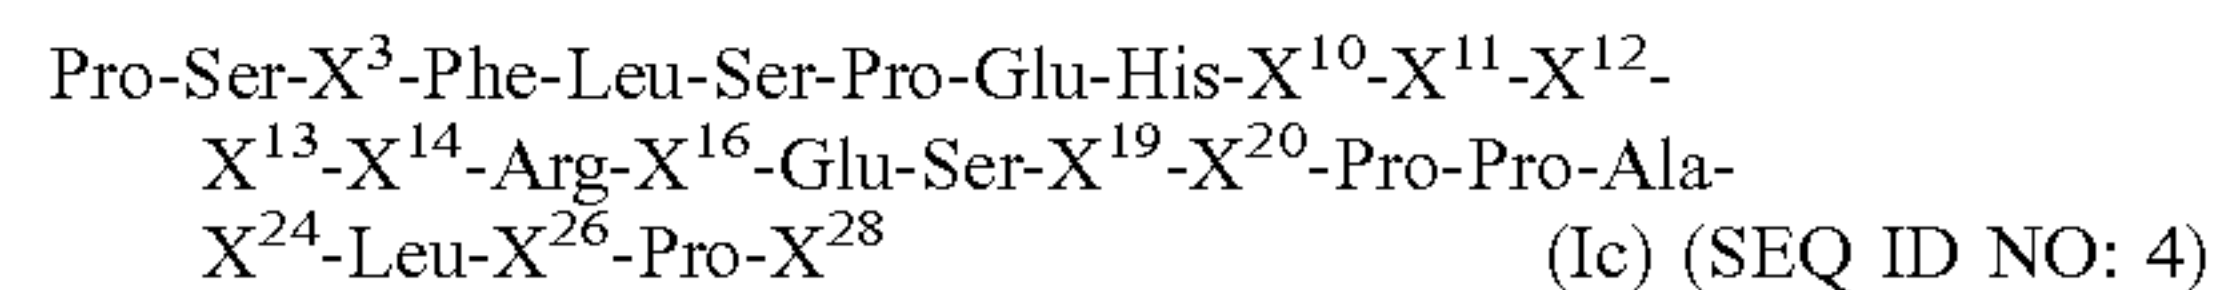 Pro-Ser-X³-Phe-Leu-Ser-Pro-Glu-His-X¹⁰-X¹¹-X¹²-
X¹³-X¹⁴-Arg-X¹⁶-Glu-Ser-X¹⁹-X²⁰-Pro-Pro-Ala-
X²⁴-Leu-X²⁶-Pro-X²⁸ (Ic) (SEQ ID NO: 4)